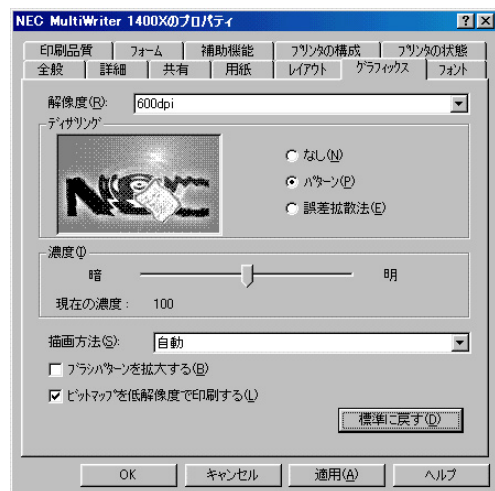 NEC MultiWriter 1400Xのプロパティ
印刷品質 フォーム 補助機能 プリンタの構成 プリンタの状態
全般 詳細 共有 用紙 レイアウト グラフィックス フォント
解像度(R): 600dpi
ディザリング
NEC
なし(N)
パターン(P)
誤差拡散法(E)
濃度(I)
暗 明
現在の濃度: 100
描画方法(S): 自動
ブラシパターンを拡大する(B)
ビットマップを低解像度で印刷する(L)
標準に戻す(D)
OK キャンセル 適用(A) ヘルプ